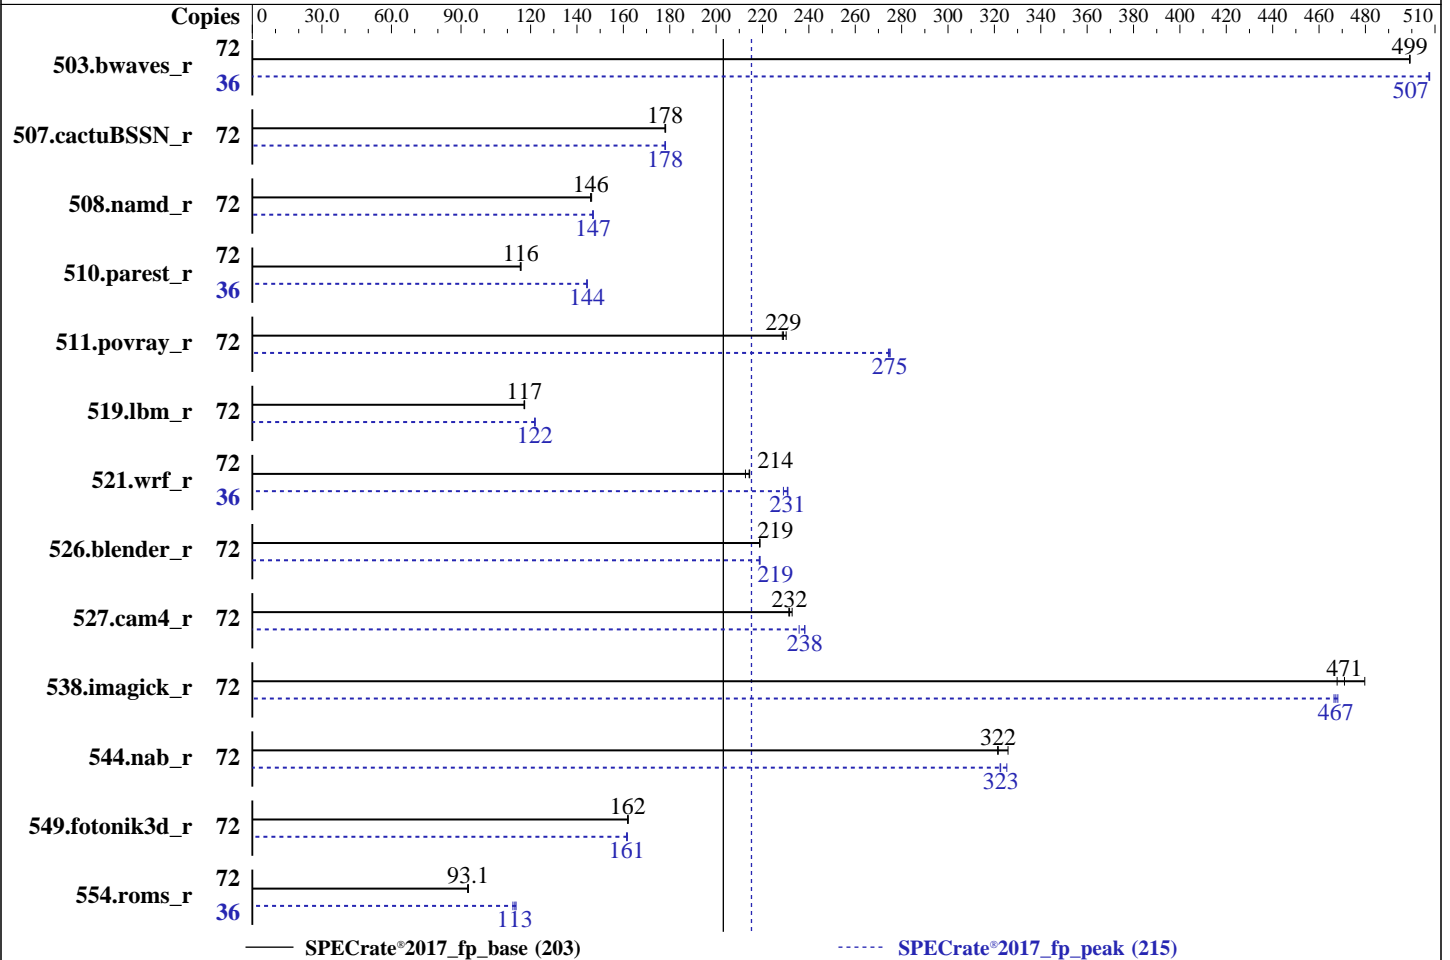 Copies 0 30.0 60.0 90.0 120 140 160 180 200 220 240 260 280 300 320 340 360 380 400 420 440 460 480 510
503.bwaves_r 72 499
36 507
507.cactuBSSN_r 72 178
178
508.namd_r 72 146
147
510.parest_r 72 116
36 144
511.povray_r 72 229
275
519.lbm_r 72 117
122
521.wrf_r 72 214
36 231
526.blender_r 72 219
219
527.cam4_r 72 232
238
538.imagick_r 72 471
467
544.nab_r 72 322
323
549.fotonik3d_r 72 162
161
554.roms_r 72 93.1
36 113
SPECrate®2017_fp_base (203) SPECrate®2017_fp_peak (215)